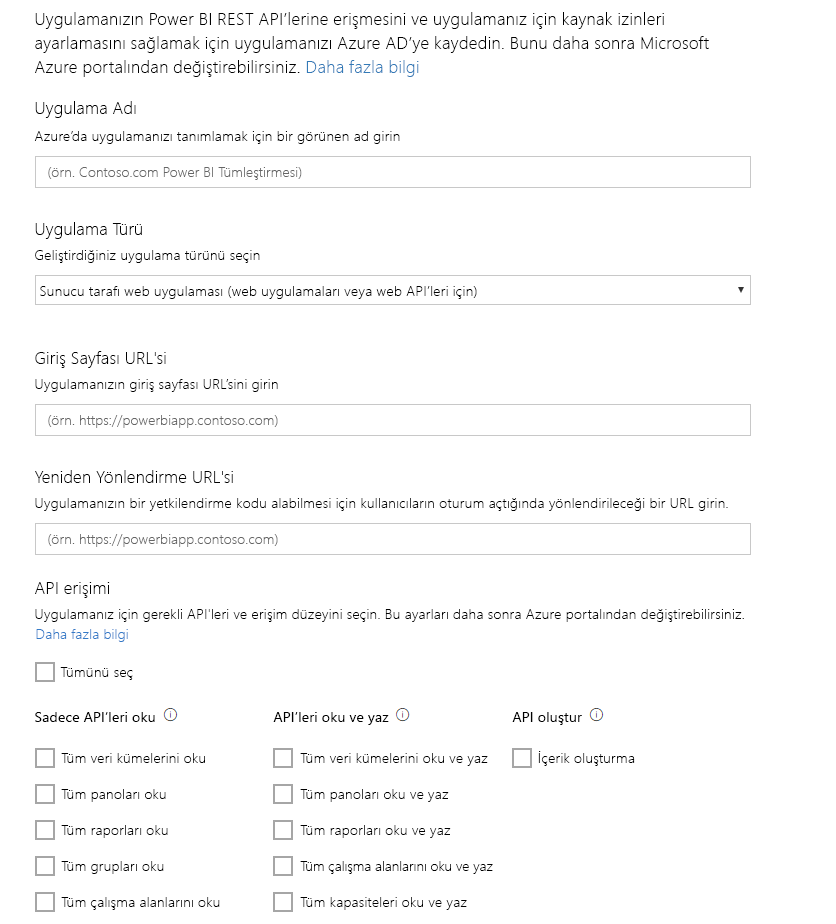 Uygulamanızın Power BI REST API’lerine erişmesini ve uygulamanız için kaynak izinleri
ayarlamasını sağlamak için uygulamanızı Azure AD’ye kaydedin. Bunu daha sonra Microsoft
Azure portalından değiştirebilirsiniz. Daha fazla bilgi
Uygulama Adı
Azure’da uygulamanızı tanımlamak için bir görünen ad girin
(örn. Contoso.com Power BI Tümleştirmesi)
Uygulama Türü
Geliştirdiğiniz uygulama türünü seçin
Sunucu tarafı web uygulaması (web uygulamaları veya web API’leri için)
Giriş Sayfası URL'si
Uygulamanızın giriş sayfası URL’sini girin
(örn. https://powerbiapp.contoso.com)
Yeniden Yönlendirme URL'si
Uygulamanızın bir yetkilendirme kodu alabilmesi için kullanıcıların oturum açtığında yönlendirileceği bir URL girin.
(örn. https://powerbiapp.contoso.com)
API erişimi
Uygulamanız için gerekli API’leri ve erişim düzeyini seçin. Bu ayarları daha sonra Azure portalından değiştirebilirsiniz.
Daha fazla bilgi
Tümünü seç
Sadece API’leri oku
API’leri oku ve yaz
API oluştur
Tüm veri kümelerini oku
Tüm veri kümelerini oku ve yaz
İçerik oluşturma
Tüm panoları oku
Tüm panoları oku ve yaz
Tüm raporları oku
Tüm raporları oku ve yaz
Tüm grupları oku
Tüm çalışma alanlarını oku ve yaz
Tüm çalışma alanlarını oku
Tüm kapasiteleri oku ve yaz